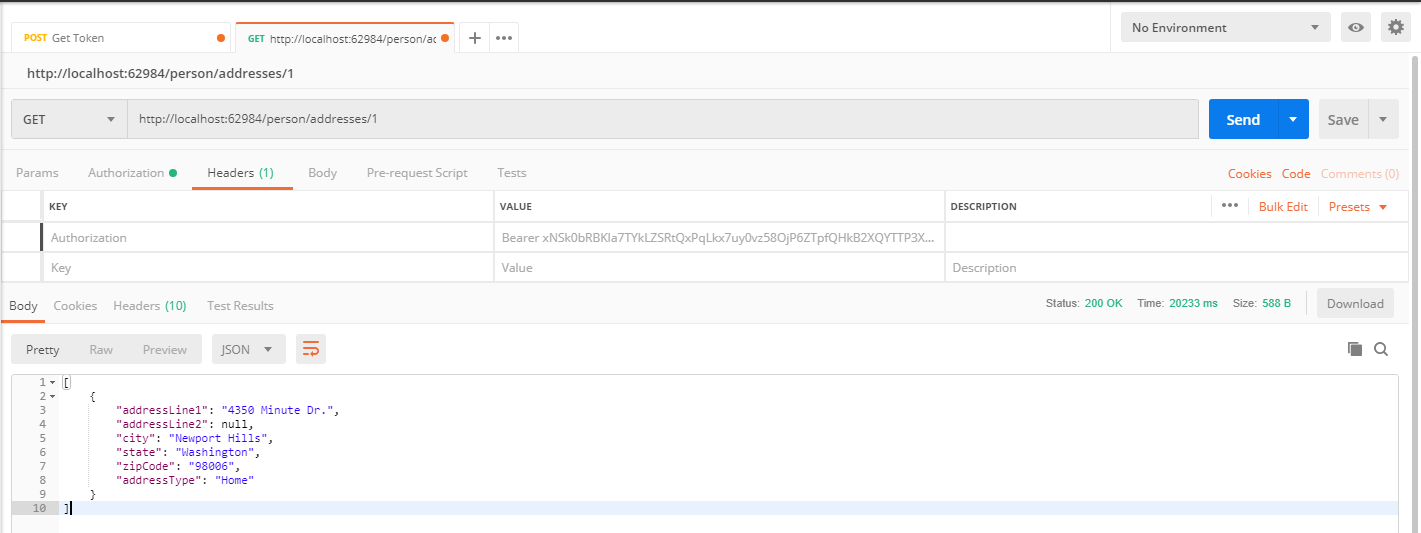 POST Get Token
GET http://localhost:62984/person/ac
No Environment
http://localhost:62984/person/addresses/1
GET http://localhost:62984/person/addresses/1 Send Save
Params Authorization Headers (1) Body Pre-request Script Tests Cookies Code Comments (0)
KEY VALUE DESCRIPTION Bulk Edit Presets
Authorization Bearer xNSk0bRBKla7TYkLZSRtQxPqLkx7uy0vz58OjP6ZTpfQHkB2XQYTTP3X...
Key Value Description
Body Cookies Headers (10) Test Results Status: 200 OK Time: 20233 ms Size: 588 B Download
Pretty Raw Preview JSON
1 [
2 {
3 "addressLine1": "4350 Minute Dr.",
4 "addressLine2": null,
5 "city": "Newport Hills",
6 "state": "Washington",
7 "zipCode": "98006",
8 "addressType": "Home"
9 }
10 ]